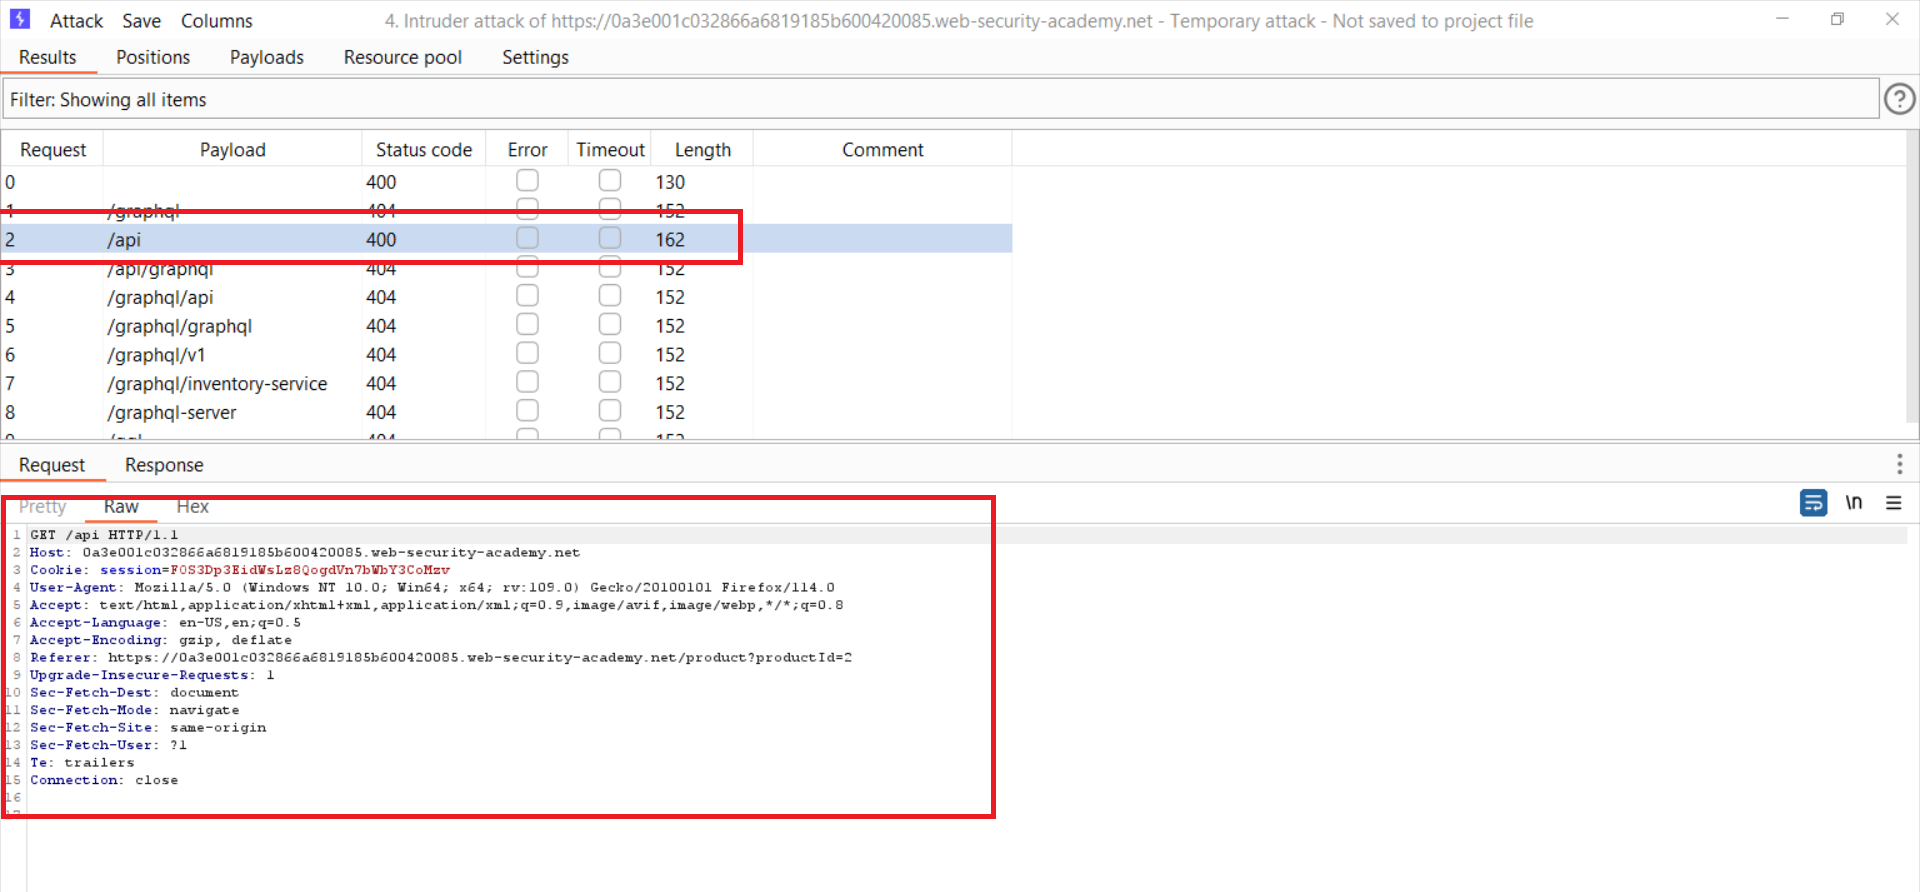 Attack Save Columns 4. Intruder attack of https://0a3e001c032866a6819185b600420085.web-security-academy.net - Temporary attack - Not saved to project file
Results Positions Payloads Resource pool Settings
Filter: Showing all items
Request Payload Status code Error Timeout Length Comment
0 400 130
1 /graphql 404 152
2 /api 400 162
3 /api/graphql 404 152
4 /graphql/api 404 152
5 /graphql/graphql 404 152
6 /graphql/v1 404 152
7 /graphql/inventory-service 404 152
8 /graphql-server 404 152
9 /gql 404 152
Request Response
Pretty Raw Hex \n
1 GET /api HTTP/1.1
2 Host: 0a3e001c032866a6819185b600420085.web-security-academy.net
3 Cookie: session=FOS3Dp3EidWsLz8QogdVn7bWbY3CoMzv
4 User-Agent: Mozilla/5.0 (Windows NT 10.0; Win64; x64; rv:109.0) Gecko/20100101 Firefox/114.0
5 Accept: text/html,application/xhtml+xml,application/xml;q=0.9,image/avif,image/webp,*/*;q=0.8
6 Accept-Language: en-US,en;q=0.5
7 Accept-Encoding: gzip, deflate
8 Referer: https://0a3e001c032866a6819185b600420085.web-security-academy.net/product?productId=2
9 Upgrade-Insecure-Requests: 1
10 Sec-Fetch-Dest: document
11 Sec-Fetch-Mode: navigate
12 Sec-Fetch-Site: same-origin
13 Sec-Fetch-User: ?1
14 Te: trailers
15 Connection: close
16
17